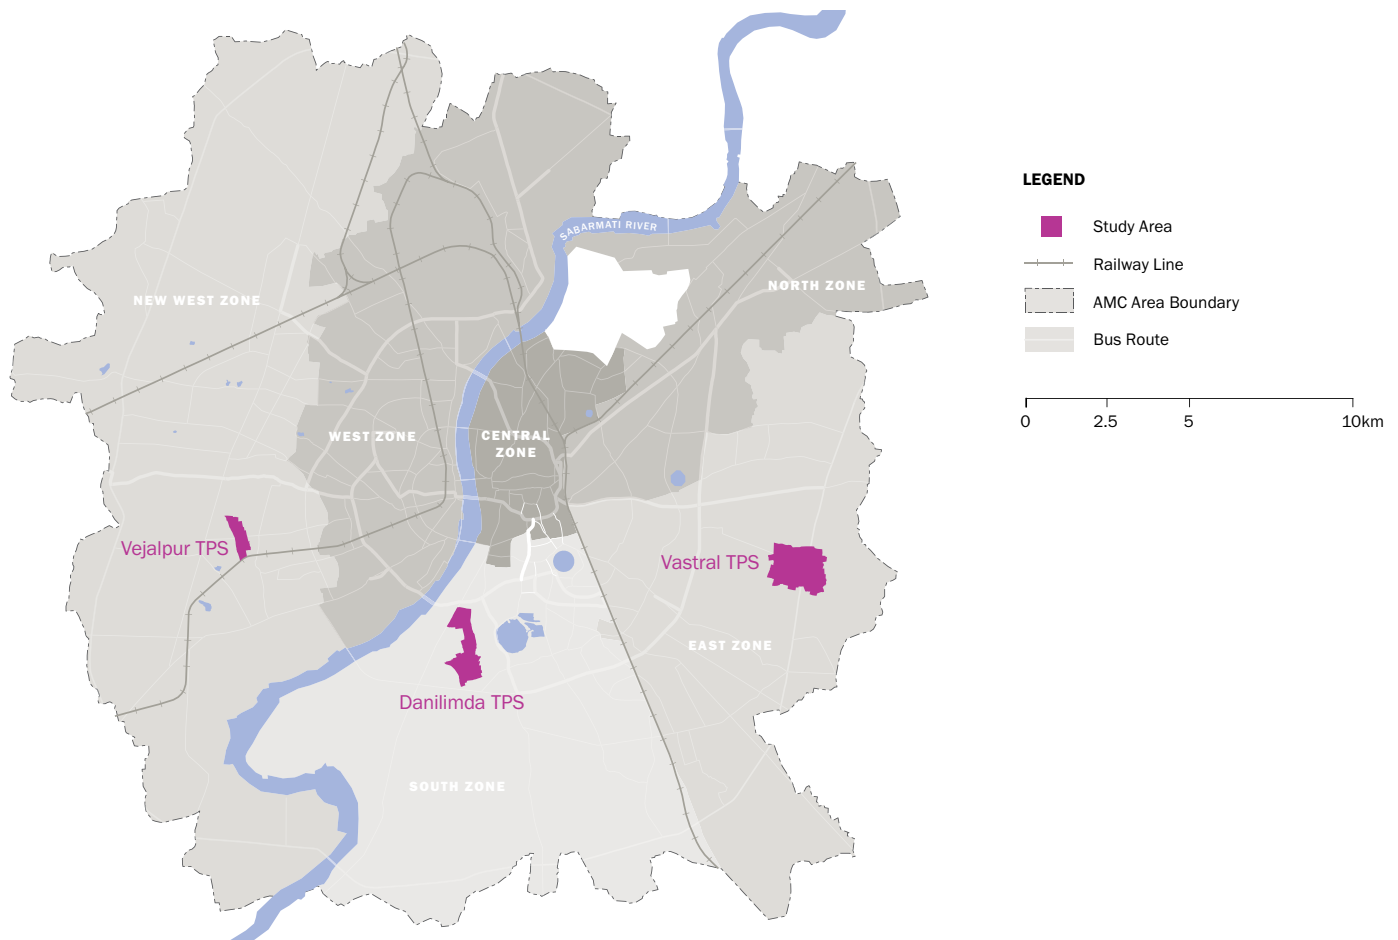 SABARMATI RIVER
NEW WEST ZONE
NORTH ZONE
WEST ZONE
CENTRAL
ZONE
Vejalpur TPS
Vastral TPS
EAST ZONE
Danilimda TPS
SOUTH ZONE
LEGEND
Study Area
Railway Line
AMC Area Boundary
Bus Route
0 2.5 5 10km